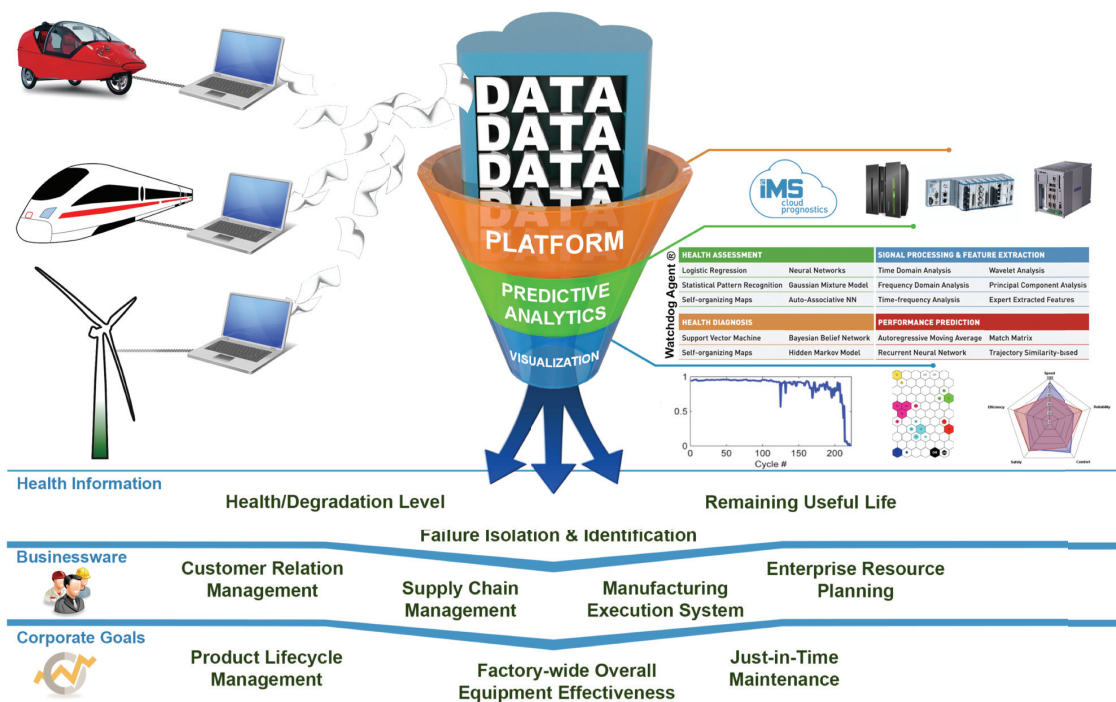 DATA
DATA
DATA
DATA
PLATFORM
PREDICTIVE
ANALYTICS
VISUALIZATION
iMS
cloud
prognostics
Watchdog Agent ®
HEALTH ASSESSMENT
Logistic Regression Neural Networks
Statistical Pattern Recognition Gaussian Mixture Model
Self-organizing Maps Auto-Associative NN
SIGNAL PROCESSING & FEATURE EXTRACTION
Time Domain Analysis Wavelet Analysis
Frequency Domain Analysis Principal Component Analysis
Time-frequency Analysis Expert Extracted Features
HEALTH DIAGNOSIS
Support Vector Machine Bayesian Belief Network
Self-organizing Maps Hidden Markov Model
PERFORMANCE PREDICTION
Autoregressive Moving Average Match Matrix
Recurrent Neural Network Trajectory Similarity-based
1
0.5
0
0 50 100 150 200
Cycle #
Speed
Efficiency
Reliability
Safety
Comfort
Health Information
Health/Degradation Level
Remaining Useful Life
Failure Isolation & Identification
Businessware
Customer Relation
Management
Supply Chain
Management
Manufacturing
Execution System
Enterprise Resource
Planning
Corporate Goals
Product Lifecycle
Management
Factory-wide Overall
Equipment Effectiveness
Just-in-Time
Maintenance